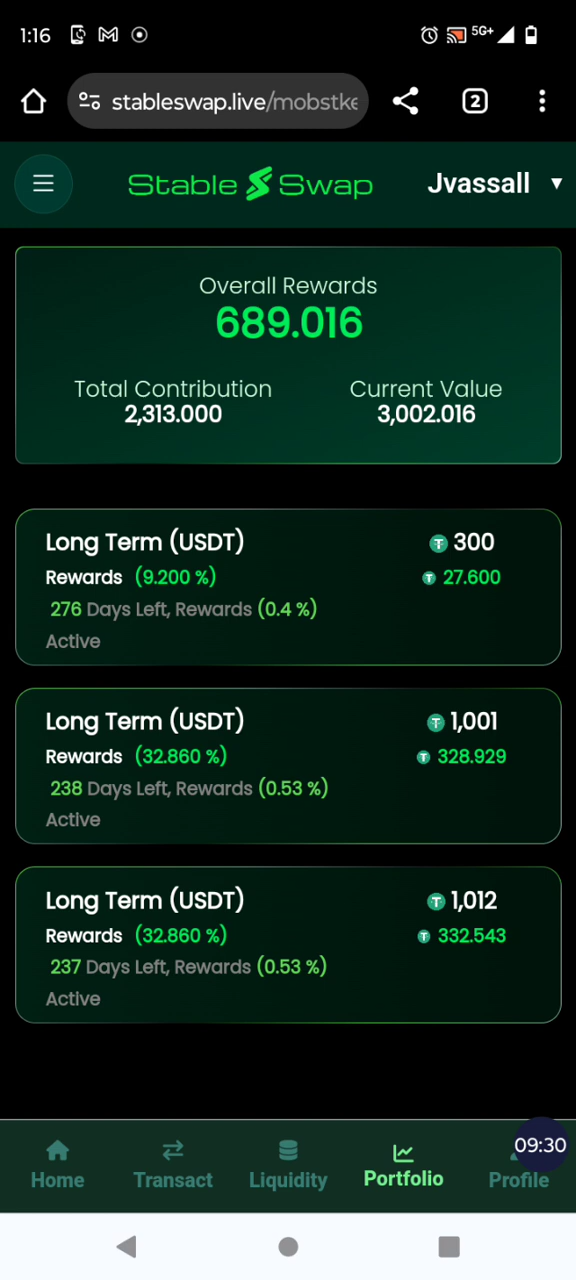 1:16 5G+
stableswap.live/mobstke 2
Stable Swap Jvassall
Overall Rewards
689.016
Total Contribution Current Value
2,313.000 3,002.016
Long Term (USDT) 300
Rewards (9.200 %) 27.600
276 Days Left, Rewards (0.4 %)
Active
Long Term (USDT) 1,001
Rewards (32.860 %) 328.929
238 Days Left, Rewards (0.53 %)
Active
Long Term (USDT) 1,012
Rewards (32.860 %) 332.543
237 Days Left, Rewards (0.53 %)
Active
09:30
Home Transact Liquidity Portfolio Profile